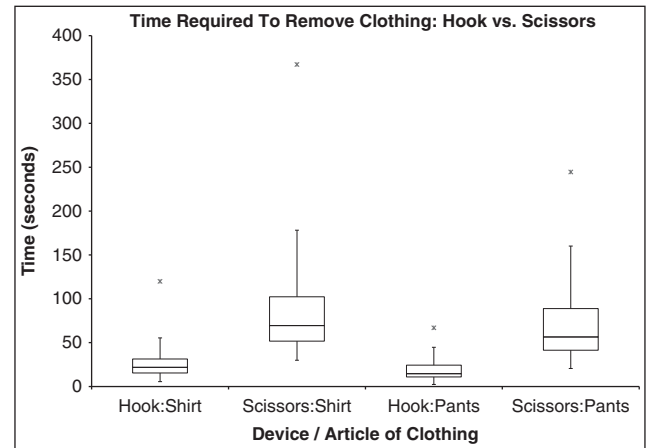 Time Required To Remove Clothing: Hook vs. Scissors
400
350
300
250
200
150
100
50
0
Time (seconds)
Hook:Shirt Scissors:Shirt Hook:Pants Scissors:Pants
Device / Article of Clothing